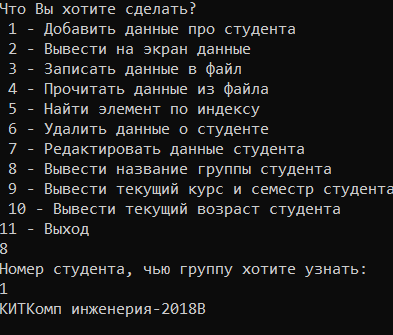 Что Вы хотите сделать?
1 - Добавить данные про студента
2 - Вывести на экран данные
3 - Записать данные в файл
4 - Прочитать данные из файла
5 - Найти элемент по индексу
6 - Удалить данные о студенте
7 - Редактировать данные студента
8 - Вывести название группы студента
9 - Вывести текущий курс и семестр студента
10 - Вывести текущий возраст студента
11 - Выход
8
Номер студента, чью группу хотите узнать:
1
КИТКомп инженерия-2018В